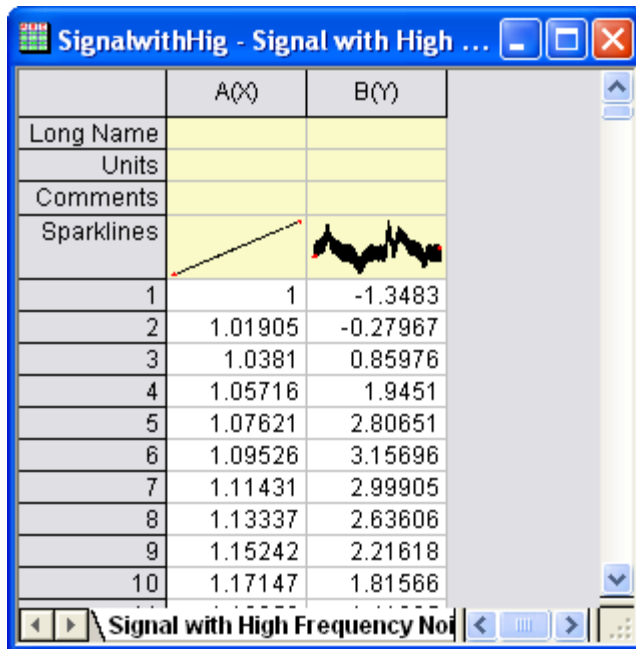 SignalwithHig - Signal with High ...
A(X) B(Y)
Long Name
Units
Comments
Sparklines
1 1 -1.3483
2 1.01905 -0.27967
3 1.0381 0.85976
4 1.05716 1.9451
5 1.07621 2.80651
6 1.09526 3.15696
7 1.11431 2.99905
8 1.13337 2.63606
9 1.15242 2.21618
10 1.17147 1.81566
Signal with High Frequency Noi